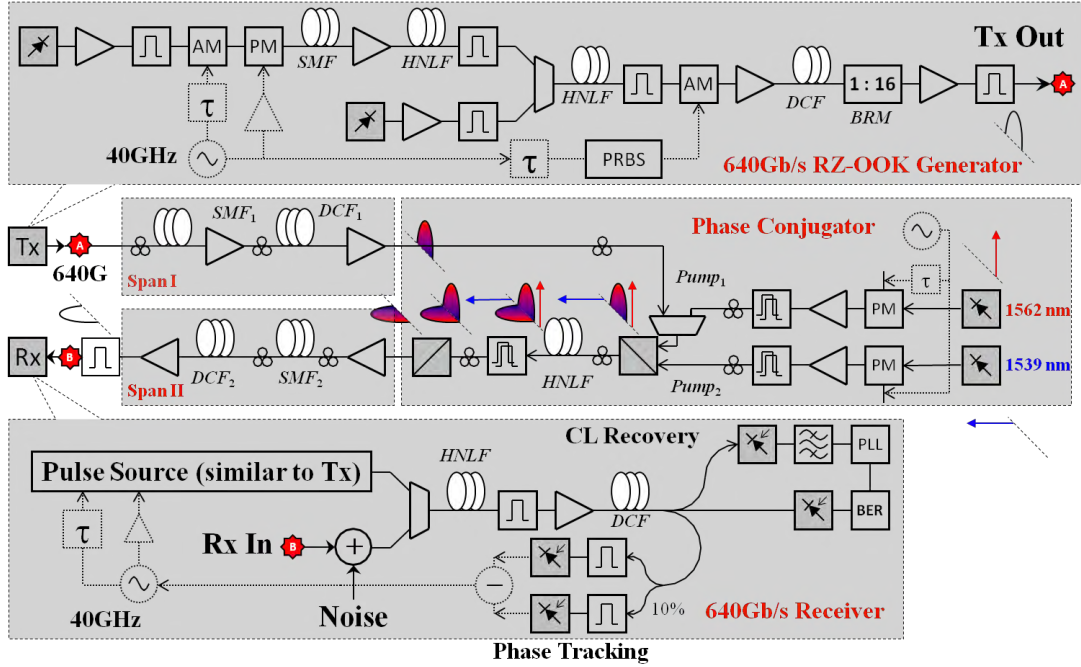 Tx Out
AM
PM
SMF
HNLF
HNLF
AM
DCF
1 : 16
BRM
A
τ
40GHz
τ
PRBS
640Gb/s RZ-OOK Generator
Tx
A
640G
SMF1
DCF1
Span I
Phase Conjugator
Pump1
τ
PM
1562 nm
HNLF
Pump2
PM
1539 nm
Rx
B
DCF2
SMF2
Span II
CL Recovery
HNLF
PLL
Pulse Source (similar to Tx)
DCF
BER
τ
Rx In
B
+
−
40GHz
Noise
10%
640Gb/s Receiver
Phase Tracking